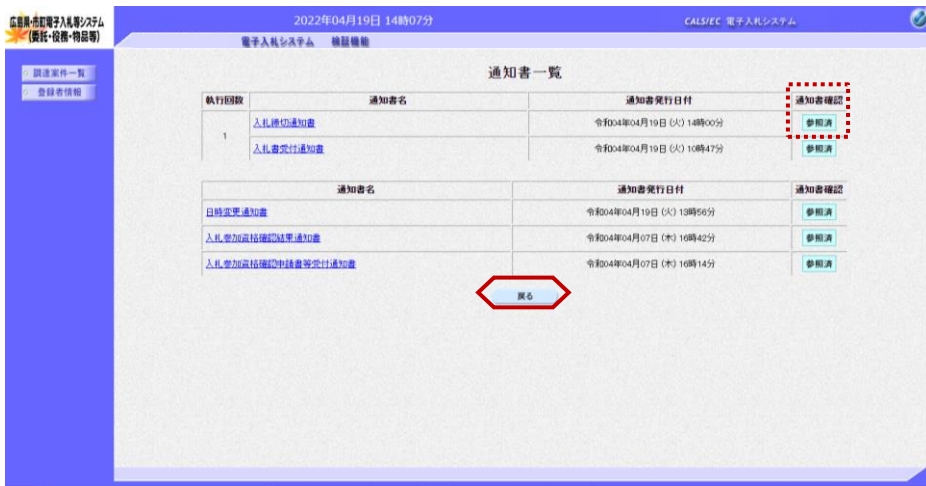 広島県・市町電子入札等システム
(委託・役務・物品等)
2022年04月19日 14時07分
CALS/EC 電子入札システム
電子入札システム 検証機能
調達案件一覧
登録者情報
通知書一覧
執行回数 通知書名 通知書発行日付 通知書確認
1
入札締切通知書 令和04年04月19日 (火) 14時00分 参照済
入札書受付通知書 令和04年04月19日 (火) 10時47分 参照済
通知書名 通知書発行日付 通知書確認
日時変更通知書 令和04年04月19日 (火) 13時56分 参照済
入札参加資格確認結果通知書 令和04年04月07日 (木) 16時42分 参照済
入札参加資格確認申請書等受付通知書 令和04年04月07日 (木) 16時14分 参照済
戻る